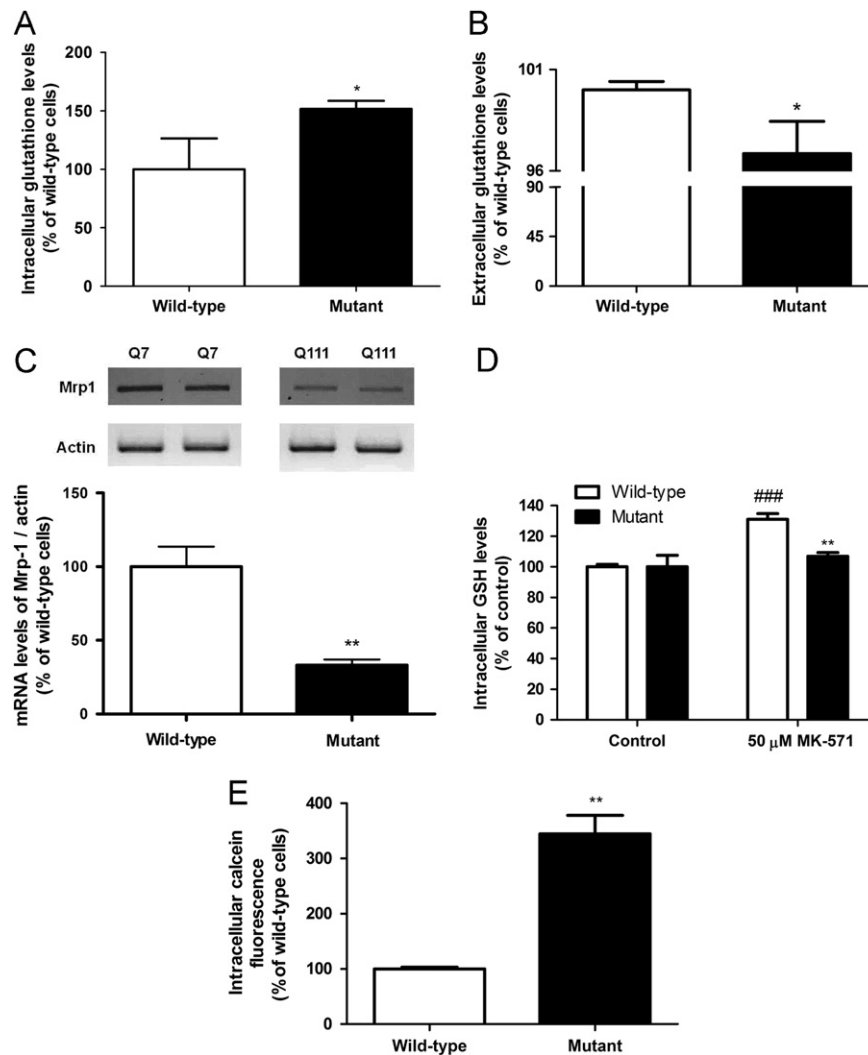 A
Intracellular glutathione levels
(% of wild-type cells)
200
150
100
50
0
*
Wild-type
Mutant
B
Extracellular glutathione levels
(% of wild-type cells)
101
96
90
45
0
*
Wild-type
Mutant
C
Q7 Q7 Q111 Q111
Mrp1
Actin
mRNA levels of Mrp-1 / actin
(% of wild-type cells)
150
100
50
0
**
Wild-type
Mutant
D
Wild-type
Mutant
Intracellular GSH levels
(% of control)
140
120
100
80
60
40
20
0
###
**
Control
50 μM MK-571
E
Intracellular calcein
fluorescence
(%of wild-type cells)
400
300
200
100
0
**
Wild-type
Mutant